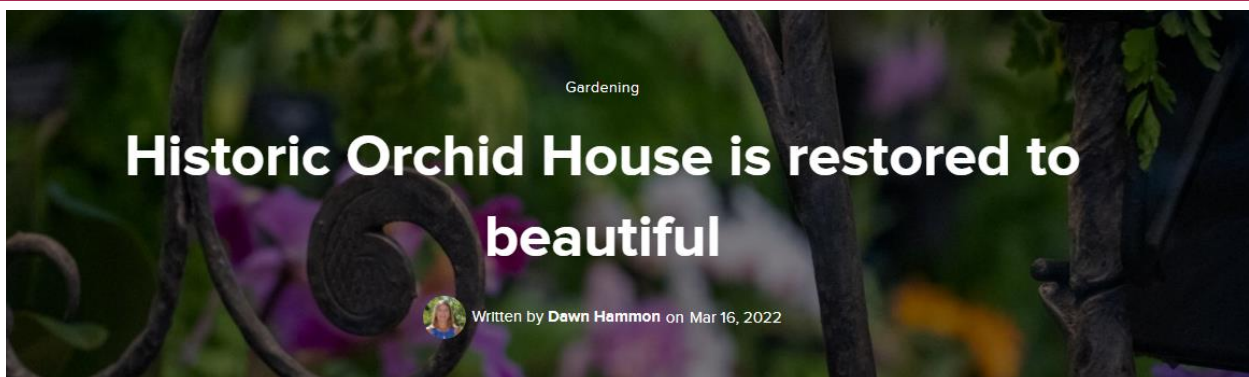 Gardening
Historic Orchid House is restored to
beautiful
Written by Dawn Hammon on Mar 16, 2022